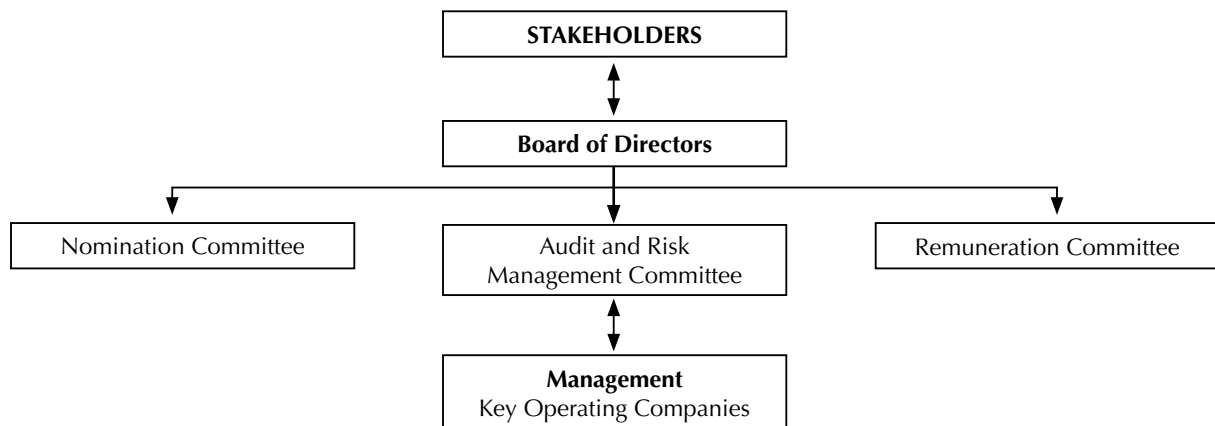 STAKEHOLDERS
Board of Directors
Nomination Committee
Audit and Risk
Management Committee
Remuneration Committee
Management
Key Operating Companies